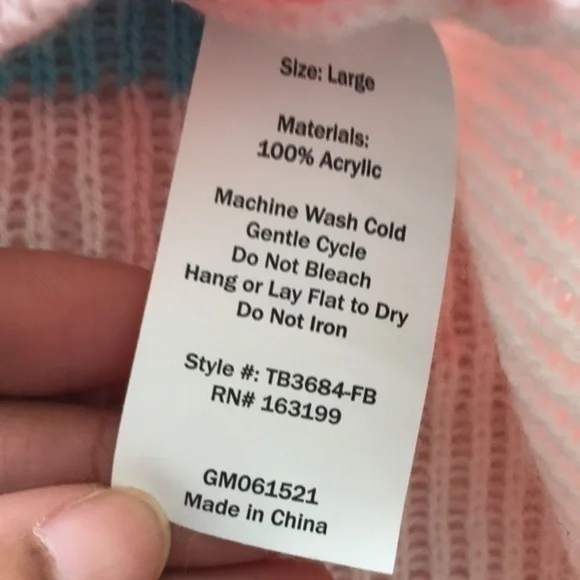 Size: Large
Materials:
100% Acrylic
Machine Wash Cold
Gentle Cycle
Do Not Bleach
Hang or Lay Flat to Dry
Do Not Iron
Style #: TB3684-FB
RN# 163199
GM061521
Made in China